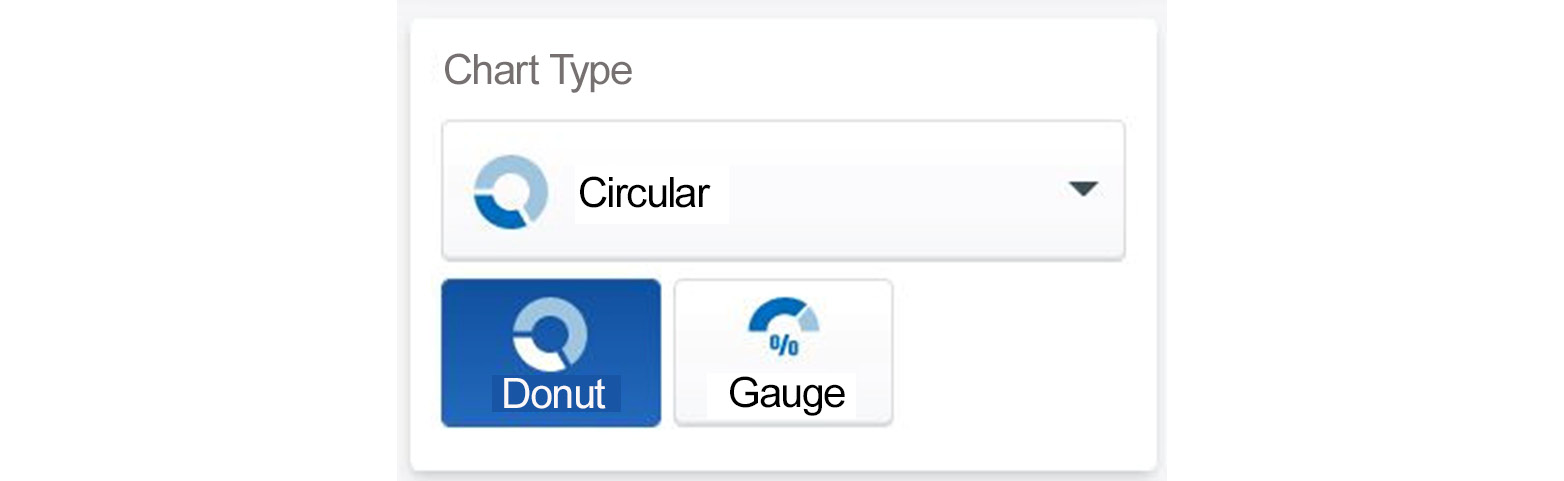 Chart Type
Circular
%
Donut
Gauge